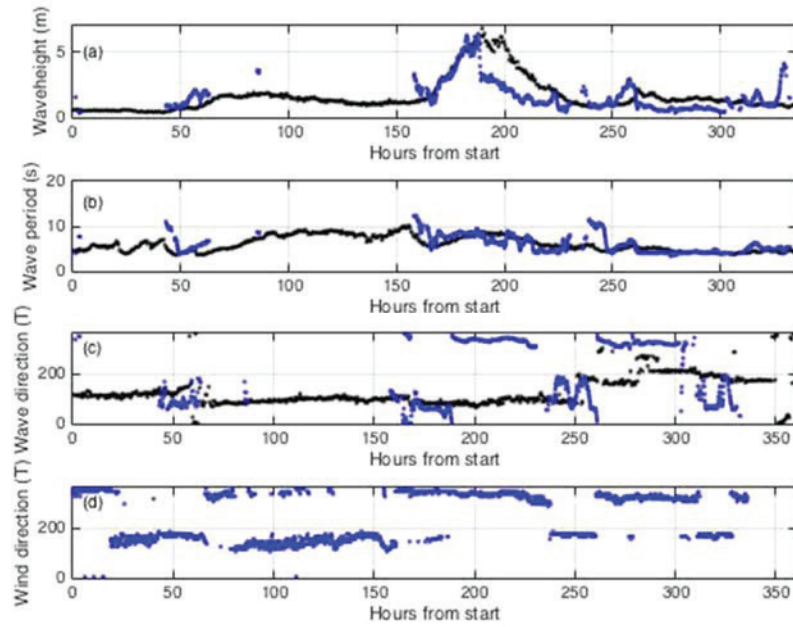 Waveheight (m)
(a)
5
0
0 50 100 150 200 250 300
Hours from start
Wave period (s)
(b)
20
10
0
0 50 100 150 200 250 300
Hours from start
Wave direction (T)
(c)
200
0
0 50 100 150 200 250 300 350
Hours from start
Wind direction (T)
(d)
200
0
0 50 100 150 200 250 300 350
Hours from start